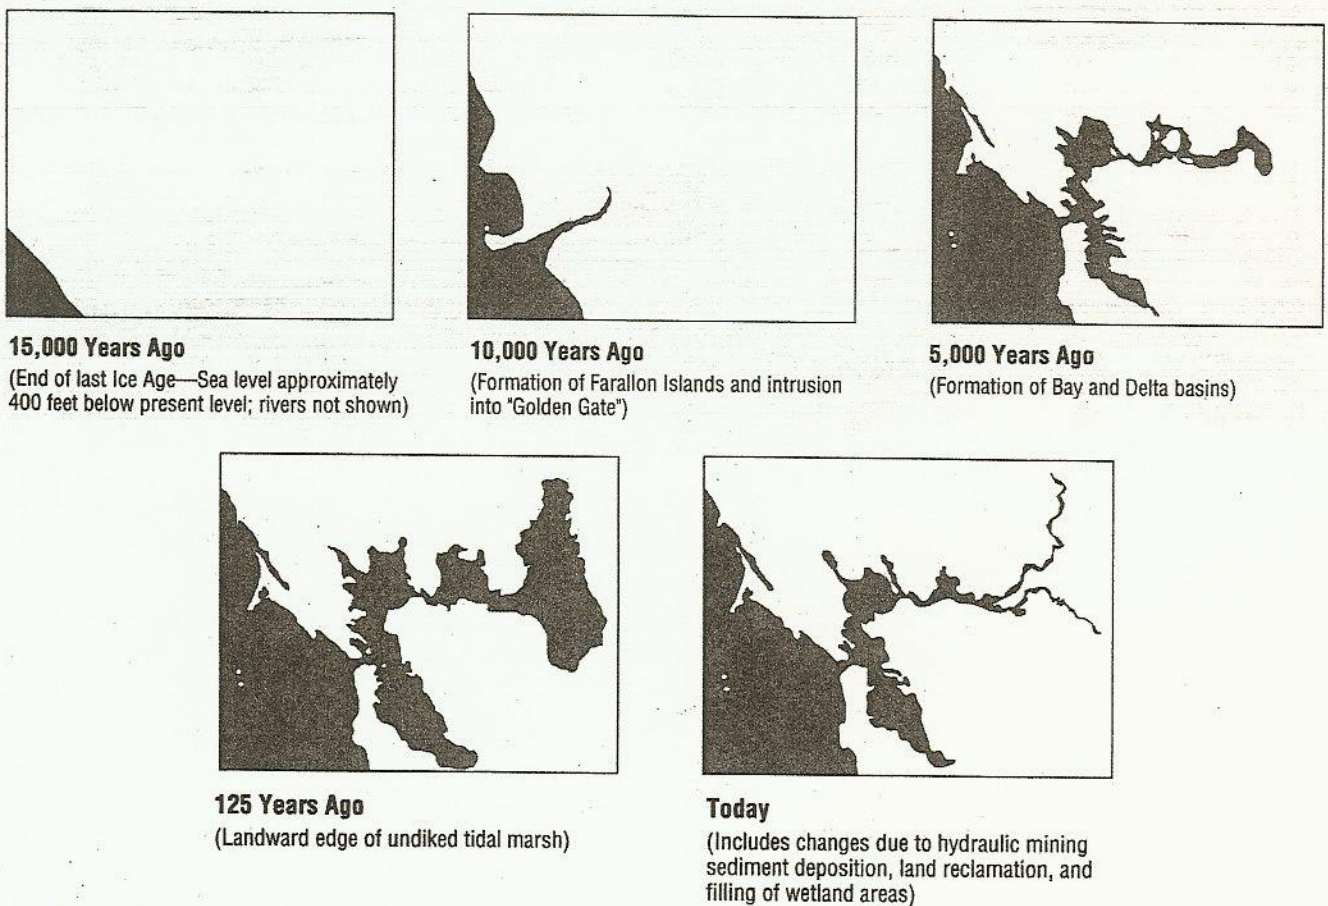 15,000 Years Ago
(End of last Ice Age—Sea level approximately
400 feet below present level; rivers not shown)
10,000 Years Ago
(Formation of Farallon Islands and intrusion
into "Golden Gate")
5,000 Years Ago
(Formation of Bay and Delta basins)
125 Years Ago
(Landward edge of undiked tidal marsh)
Today
(Includes changes due to hydraulic mining
sediment deposition, land reclamation, and
filling of wetland areas)